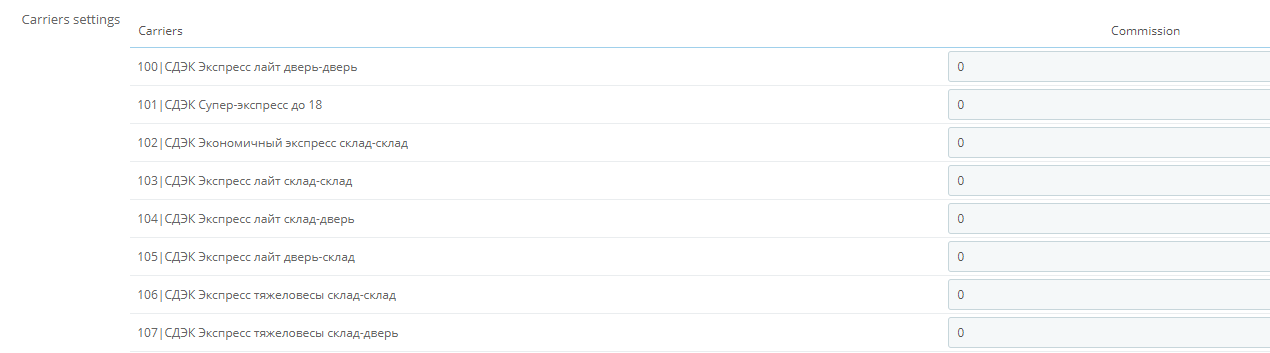 Carriers settings
Carriers Commission
100|СДЭК Экспресс лайт дверь-дверь 0
101|СДЭК Супер-экспресс до 18 0
102|СДЭК Экономичный экспресс склад-склад 0
103|СДЭК Экспресс лайт склад-склад 0
104|СДЭК Экспресс лайт склад-дверь 0
105|СДЭК Экспресс лайт дверь-склад 0
106|СДЭК Экспресс тяжеловесы склад-склад 0
107|СДЭК Экспресс тяжеловесы склад-дверь 0